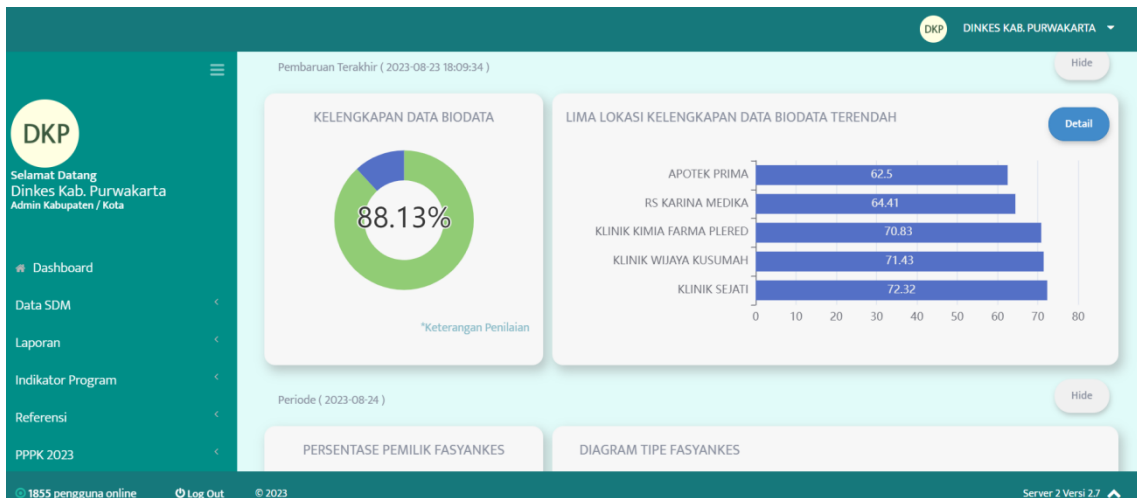 DKP
DINKES KAB. PURWAKARTA
DKP
Selamat Datang
Dinkes Kab. Purwakarta
Admin Kabupaten / Kota
Dashboard
Data SDM
Laporan
Indikator Program
Referensi
PPPK 2023
1855 pengguna online
Log Out
Pembaruan Terakhir ( 2023-08-23 18:09:34 )
Hide
KELENGKAPAN DATA BIODATA
88.13%
*Keterangan Penilaian
LIMA LOKASI KELENGKAPAN DATA BIODATA TERENDAH
Detail
APOTEK PRIMA 62.5
RS KARINA MEDIKA 64.41
KLINIK KIMIA FARMA PLERED 70.83
KLINIK WIJAYA KUSUMAH 71.43
KLINIK SEJATI 72.32
0 10 20 30 40 50 60 70 80
Periode ( 2023-08-24 )
Hide
PERSENTASE PEMILIK FASYANKES
DIAGRAM TIPE FASYANKES
© 2023
Server 2 Versi 2.7